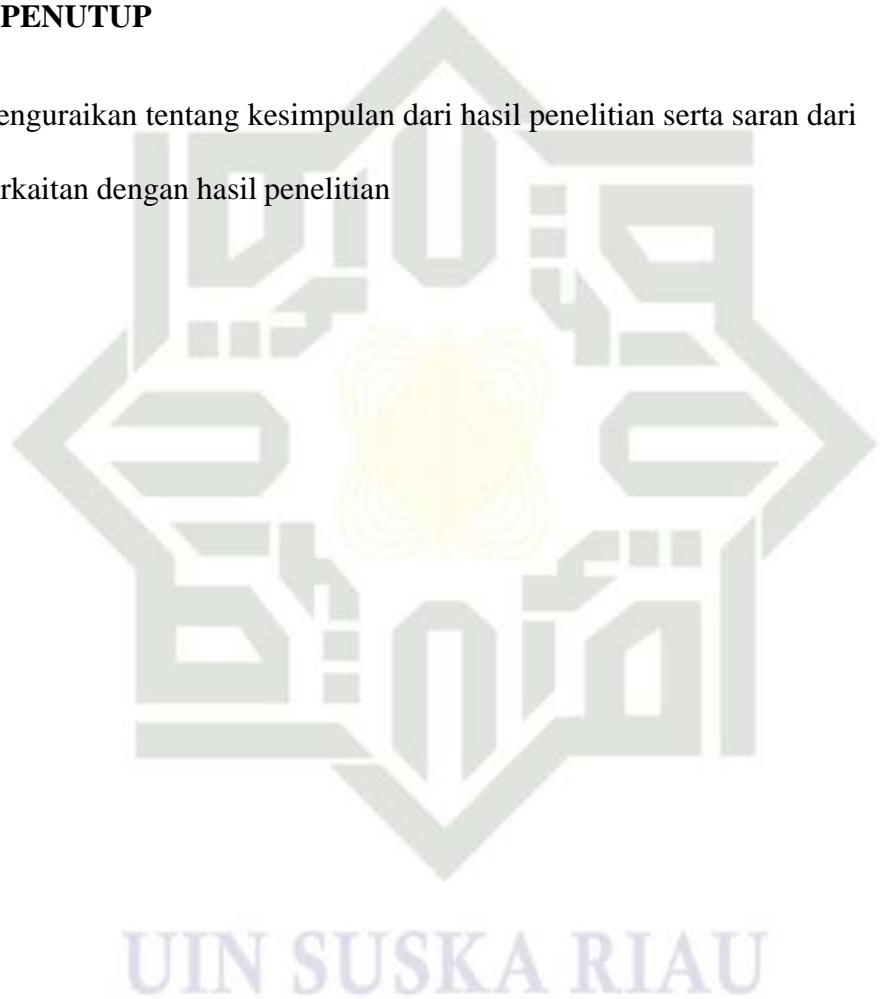 PENUTUP
enguraikan tentang kesimpulan dari hasil penelitian serta saran dari
rkaitan dengan hasil penelitian
UIN SUSKA RIAU